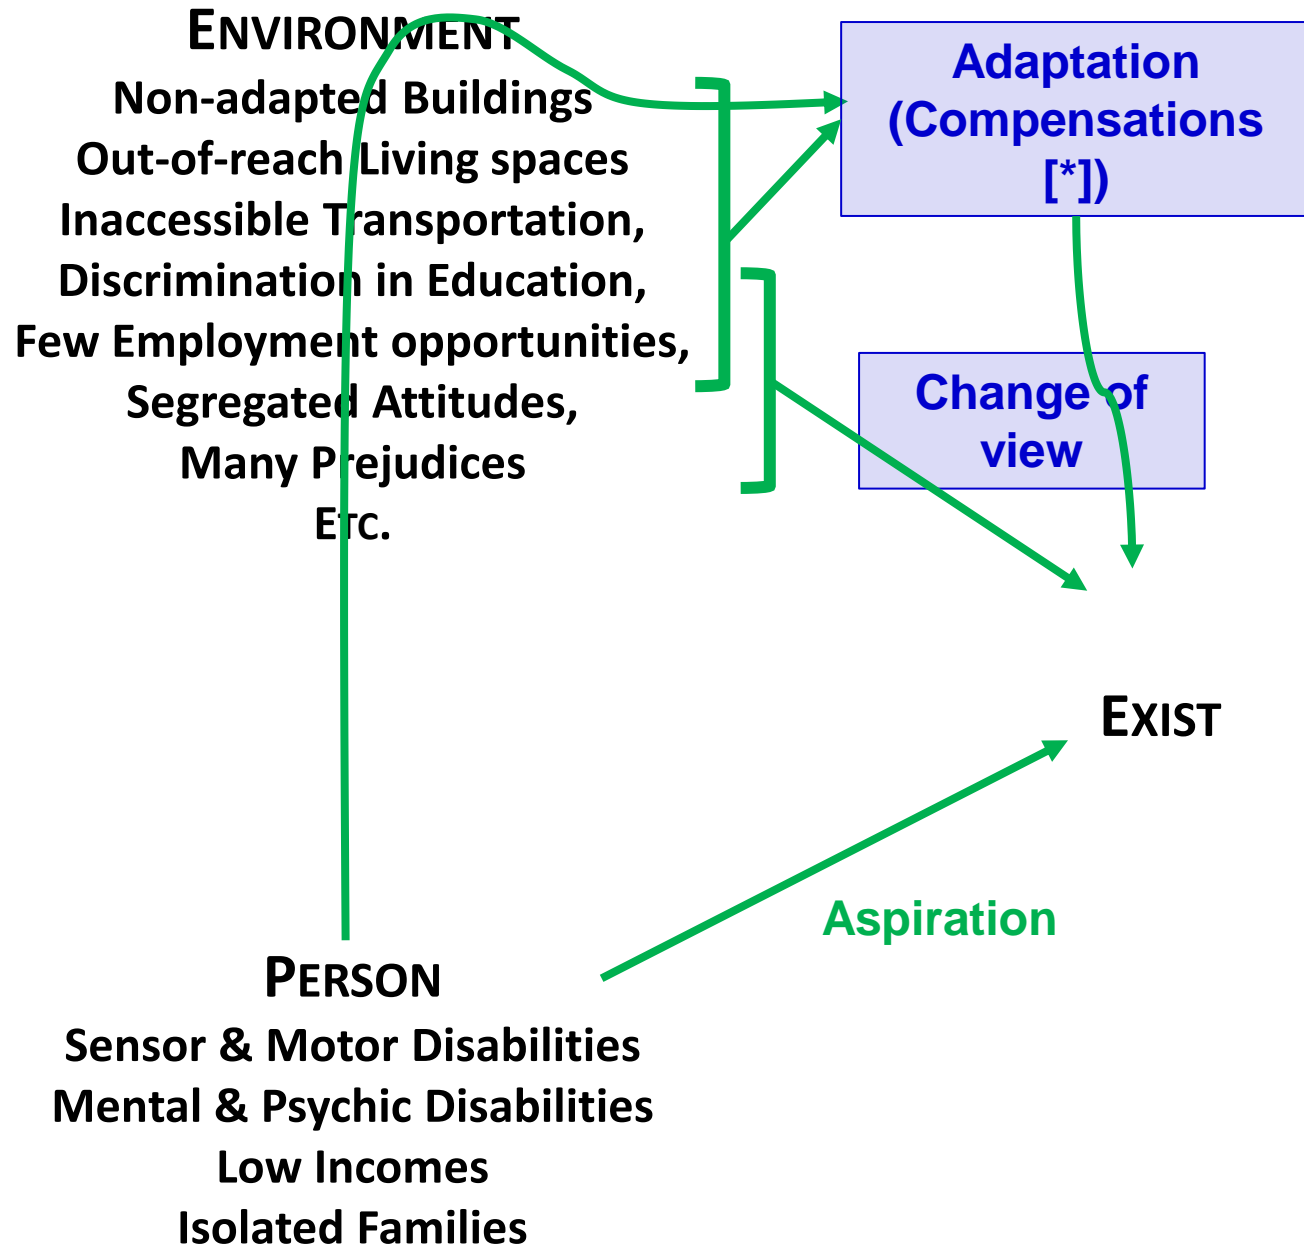 ENVIRONMENT
Non-adapted Buildings
Out-of-reach Living spaces
Inaccessible Transportation,
Discrimination in Education,
Few Employment opportunities,
Segregated Attitudes,
Many Prejudices
ETC.
Adaptation
(Compensations
[*])
Change of
view
EXIST
Aspiration
PERSON
Sensor & Motor Disabilities
Mental & Psychic Disabilities
Low Incomes
Isolated Families